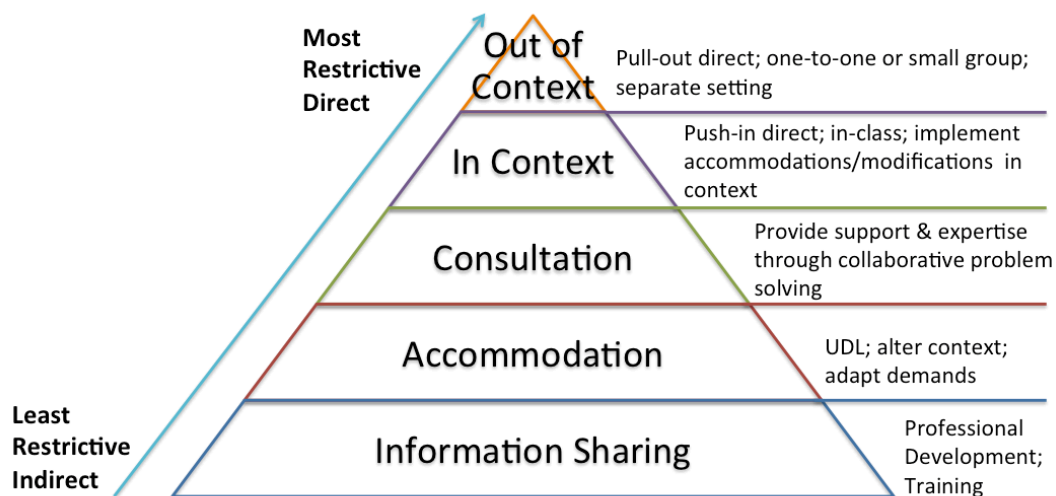 Most
Restrictive
Direct
Out of
Context
Pull-out direct; one-to-one or small group;
separate setting
In Context
Push-in direct; in-class; implement
accommodations/modifications in
context
Consultation
Provide support & expertise
through collaborative problem
solving
Accommodation
UDL; alter context;
adapt demands
Least
Restrictive
Indirect
Information Sharing
Professional
Development;
Training